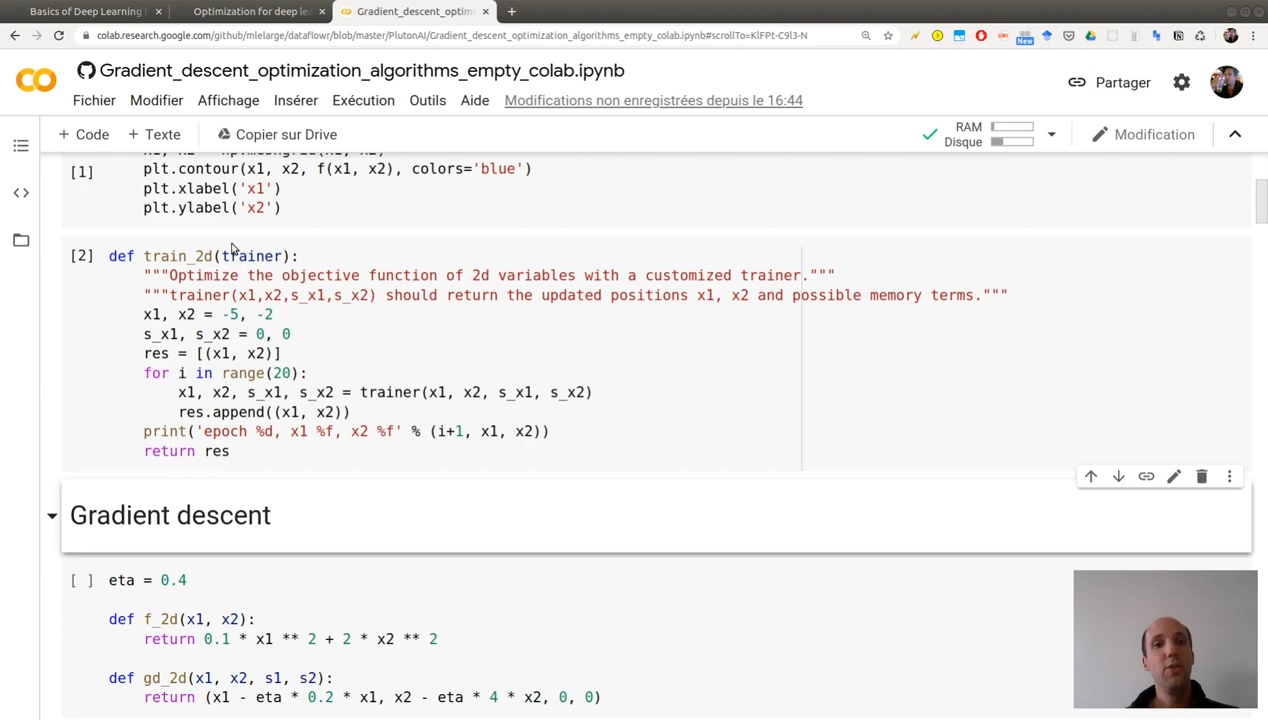 Basics of Deep Learning
Optimization for deep le
Gradient_descent_optim
colab.research.google.com/github/mlelarge/dataflowr/blob/master/PlutonAI/Gradient_descent_optimization_algorithms_empty_colab.ipynb#scrollTo=KlFPt-C9l3-N
New
Gradient_descent_optimization_algorithms_empty_colab.ipynb
Partager
Fichier Modifier Affichage Insérer Exécution Outils Aide Modifications non enregistrées depuis le 16:44
+ Code + Texte Copier sur Drive
RAM
Disque
Modification
[1]
plt.contour(x1, x2, f(x1, x2), colors='blue')
plt.xlabel('x1')
plt.ylabel('x2')
[2] def train_2d(trainer):
"""Optimize the objective function of 2d variables with a customized trainer."""
"""trainer(x1,x2,s_x1,s_x2) should return the updated positions x1, x2 and possible memory terms."""
x1, x2 = -5, -2
s_x1, s_x2 = 0, 0
res = [(x1, x2)]
for i in range(20):
x1, x2, s_x1, s_x2 = trainer(x1, x2, s_x1, s_x2)
res.append((x1, x2))
print('epoch %d, x1 %f, x2 %f' % (i+1, x1, x2))
return res
Gradient descent
[ ] eta = 0.4
def f_2d(x1, x2):
return 0.1 * x1 ** 2 + 2 * x2 ** 2
def gd_2d(x1, x2, s1, s2):
return (x1 - eta * 0.2 * x1, x2 - eta * 4 * x2, 0, 0)